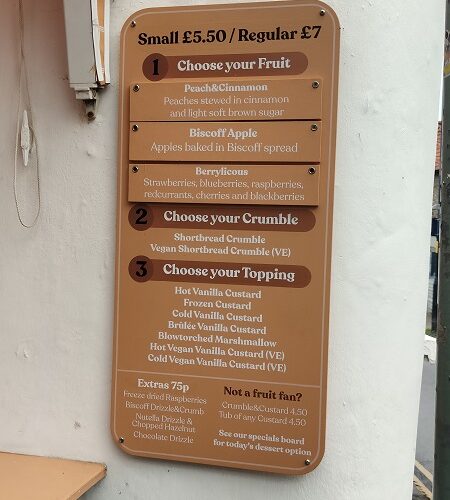 Small £5.50 / Regular £7
1 Choose your Fruit
Peach&Cinnamon
Peaches stewed in cinnamon
and light soft brown sugar
Biscoff Apple
Apples baked in Biscoff spread
Berrylicous
Strawberries, blueberries, raspberries,
redcurrants, cherries and blackberries
2 Choose your Crumble
Shortbread Crumble
Vegan Shortbread Crumble (VE)
3 Choose your Topping
Hot Vanilla Custard
Frozen Custard
Cold Vanilla Custard
Brûlée Vanilla Custard
Blowtorched Marshmallow
Hot Vegan Vanilla Custard (VE)
Cold Vegan Vanilla Custard (VE)
Extras 75p
Freeze dried Raspberries
Biscoff Drizzle&Crumb
Nutella Drizzle &
Chopped Hazelnut
Chocolate Drizzle
Not a fruit fan?
Crumble&Custard 4.50
Tub of any Custard 4.50
See our specials board
for today's dessert option